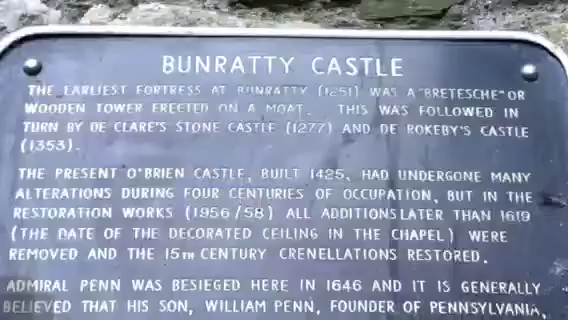 BUNRATTY CASTLE
THE EARLIEST FORTRESS AT BUNRATTY (1251) WAS A "BRETESCHE" OR
WOODEN TOWER ERECTED ON A MOAT. THIS WAS FOLLOWED IN
TURN BY DE CLARE'S STONE CASTLE (1277) AND DE ROKEBY'S CASTLE
(1353).
THE PRESENT O'BRIEN CASTLE, BUILT 1425, HAD UNDERGONE MANY
ALTERATIONS DURING FOUR CENTURIES OF OCCUPATION, BUT IN THE
RESTORATION WORKS (1956/58) ALL ADDITIONS LATER THAN 1619
(THE DATE OF THE DECORATED CEILING IN THE CHAPEL) WERE
REMOVED AND THE 15TH CENTURY CRENELLATIONS RESTORED.
ADMIRAL PENN WAS BESIEGED HERE IN 1646 AND IT IS GENERALLY
BELIEVED THAT HIS SON, WILLIAM PENN, FOUNDER OF PENNSYLVANIA,